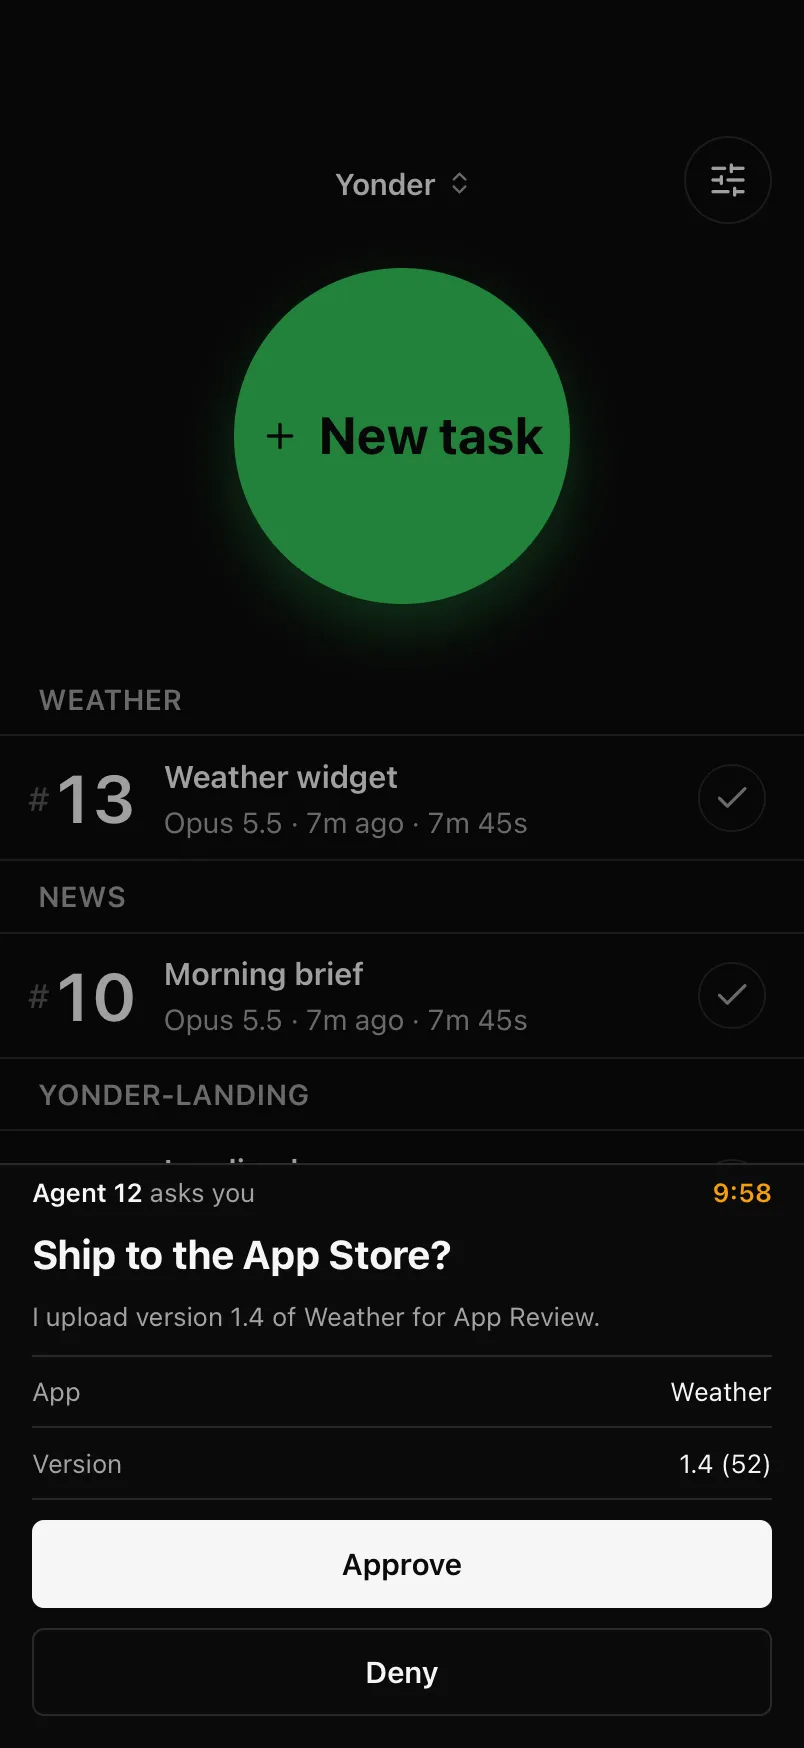 Yonder
+ New task
WEATHER
#13
Weather widget
Opus 5.5 · 7m ago · 7m 45s
NEWS
#10
Morning brief
Opus 5.5 · 7m ago · 7m 45s
YONDER-LANDING
Agent 12 asks you 9:58
Ship to the App Store?
I upload version 1.4 of Weather for App Review.
App Weather
Version 1.4 (52)
Approve
Deny